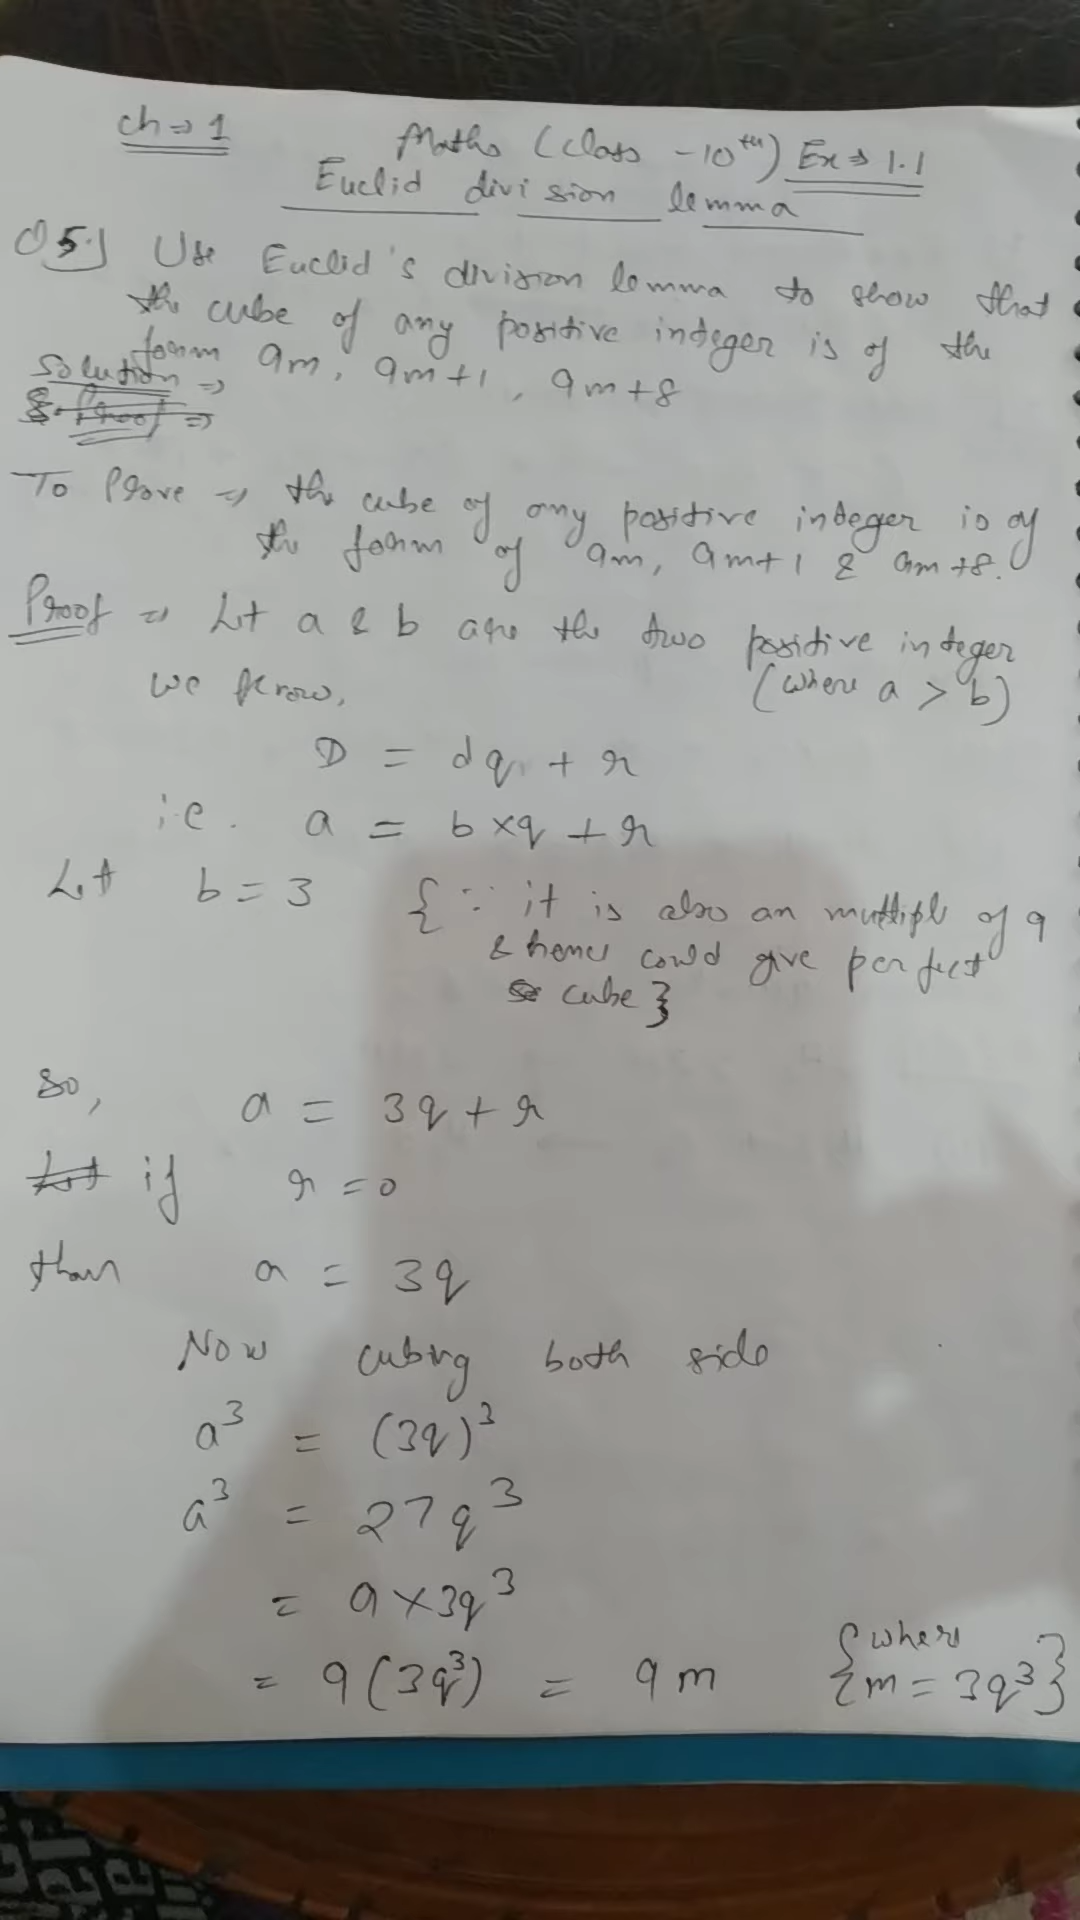 ch ⇒ 1
Maths (class - 10th) Ex ⇒ 1.1
Euclid division lemma
Q 5.) Use Euclid's division lemma to show that
the cube of any positive integer is of the
form 9m, 9m+1, 9m+8
Solution ⇒
Proof ⇒
To Prove ⇒ the cube of any positive integer is of
the form of 9m, 9m+1 & 9m+8.
Proof ⇒ Let a & b are the two positive integer
we know, (where a > b)
D = dq + r
i.e. a = b×q + r
Let b = 3 {∵ it is also an multiple of 9
& hence could give perfect
cube}
So, a = 3q + r
Let if r = 0
than a = 3q
Now cubing both side
a³ = (3q)³
a³ = 27q³
= 9×3q³
= 9(3q³) = 9m {where m = 3q³}